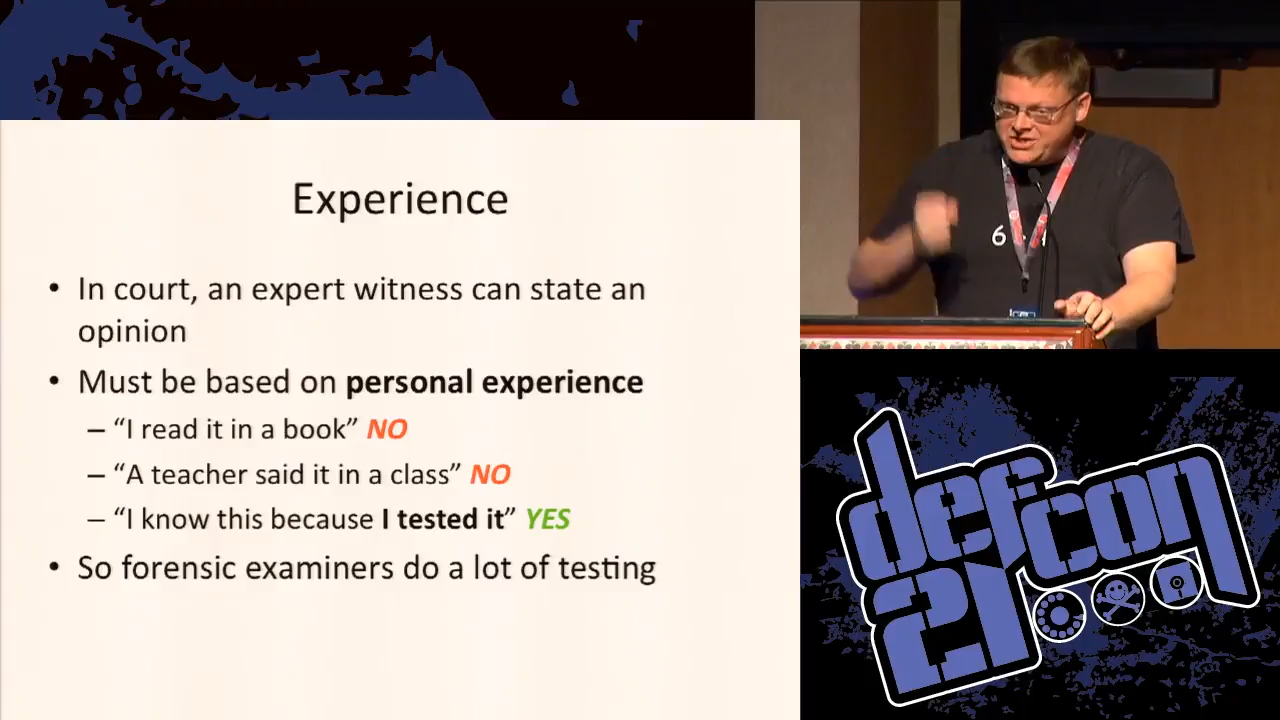 Experience
• In court, an expert witness can state an
opinion
• Must be based on personal experience
– “I read it in a book” NO
– “A teacher said it in a class” NO
– “I know this because I tested it” YES
• So forensic examiners do a lot of testing
6
defcon
21